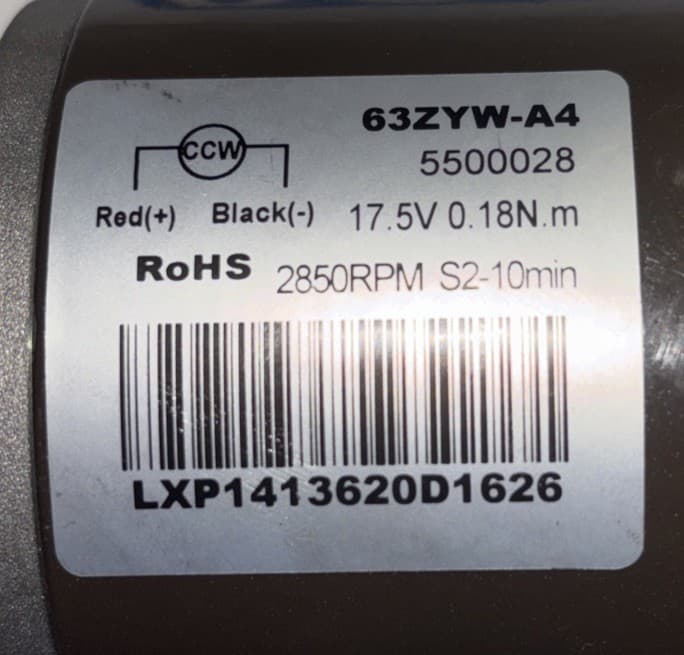 63ZYW-A4
CCW
5500028
Red(+) Black(-) 17.5V 0.18N.m
RoHS 2850RPM S2-10min
LXP1413620D1626